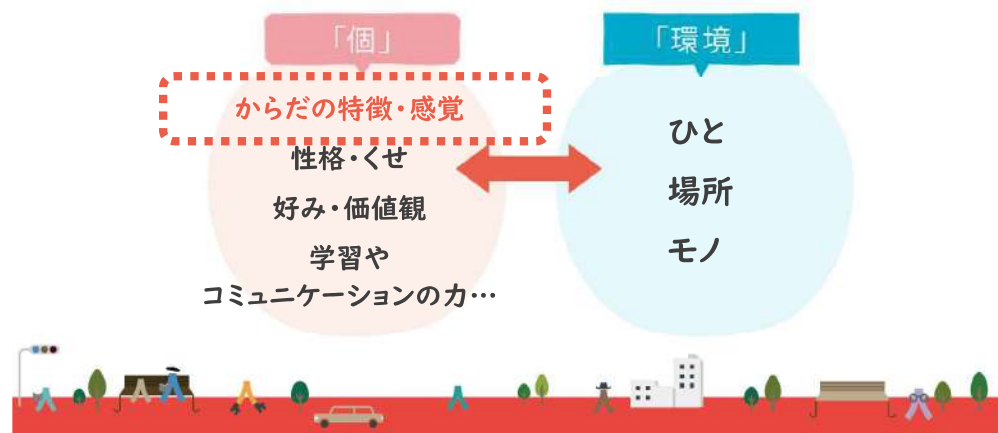 「個」
からだの特徴・感覚
性格・くせ
好み・価値観
学習や
コミュニケーションの力…
「環境」
ひと
場所
モノ